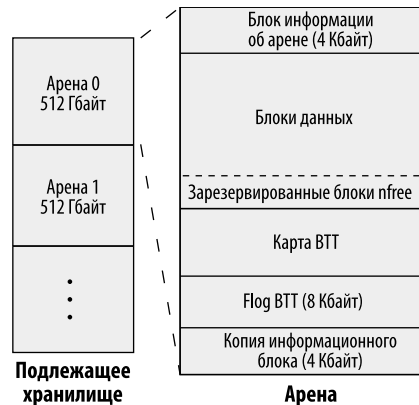 Арена 0
512 Гбайт
Арена 1
512 Гбайт
Подлежащее
хранилище
Блок информации
об арене (4 Кбайт)
Блоки данных
Зарезервированные блоки nfree
Карта BTT
Flog BTT (8 Кбайт)
Копия информационного
блока (4 Кбайт)
Арена